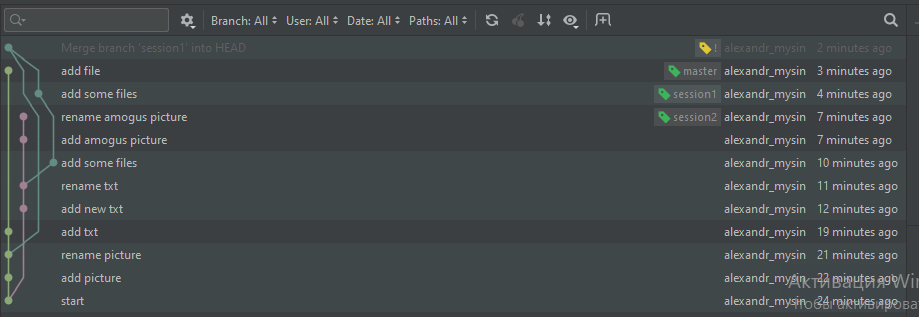 Branch: All User: All Date: All Paths: All
Merge branch 'session1' into HEAD ! alexandr_mysin 2 minutes ago
add file master alexandr_mysin 3 minutes ago
add some files session1 alexandr_mysin 4 minutes ago
rename amogus picture session2 alexandr_mysin 7 minutes ago
add amogus picture alexandr_mysin 7 minutes ago
add some files alexandr_mysin 10 minutes ago
rename txt alexandr_mysin 11 minutes ago
add new txt alexandr_mysin 12 minutes ago
add txt alexandr_mysin 19 minutes ago
rename picture alexandr_mysin 21 minutes ago
add picture alexandr_mysin 22 minutes ago
start alexandr_mysin 24 minutes ago
Активация Win